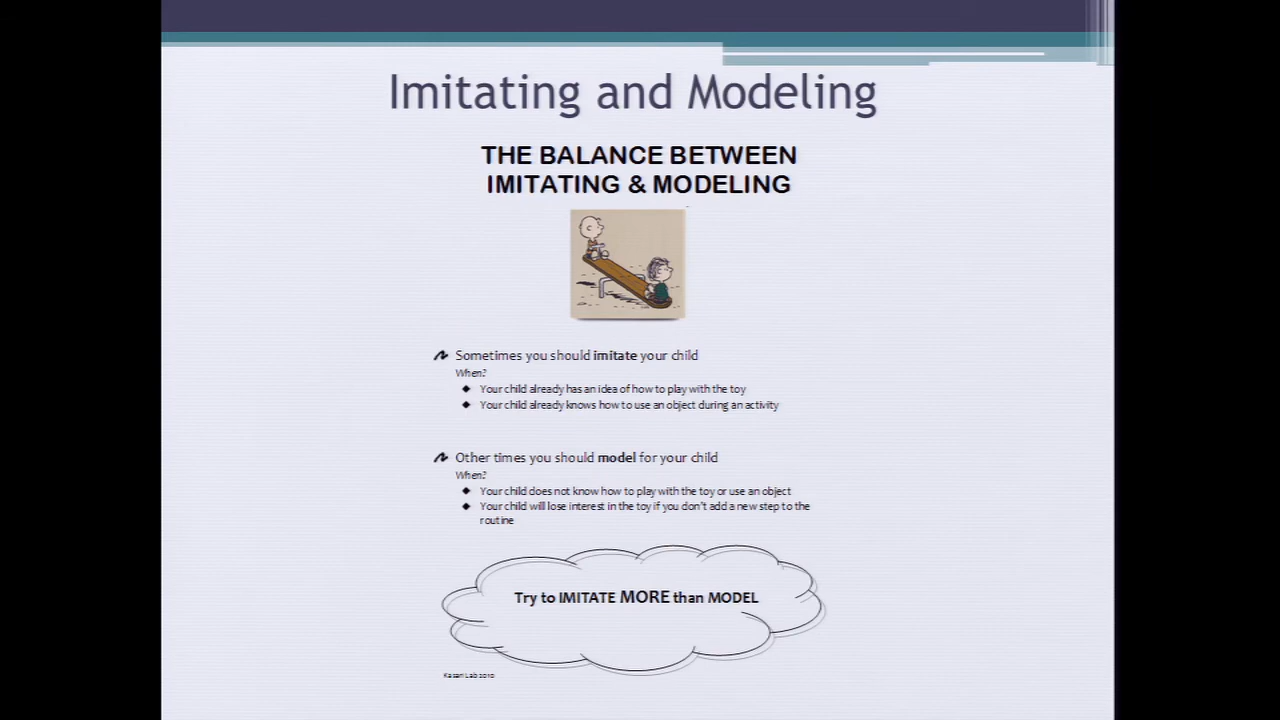 Imitating and Modeling
THE BALANCE BETWEEN
IMITATING & MODELING
Sometimes you should imitate your child
When?
Your child already has an idea of how to play with the toy
Your child already knows how to use an object during an activity
Other times you should model for your child
When?
Your child does not know how to play with the toy or use an object
Your child will lose interest in the toy if you don't add a new step to the
routine
Try to IMITATE MORE than MODEL
Kasari Lab 2010